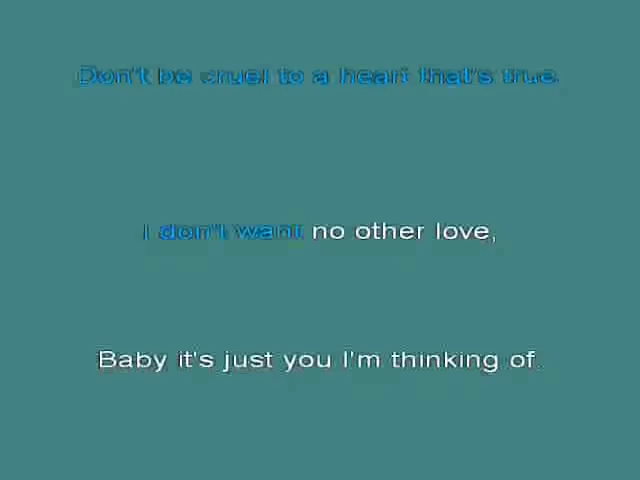 Don't be cruel to a heart that's true.
I don't want no other love,
Baby it's just you I'm thinking of.